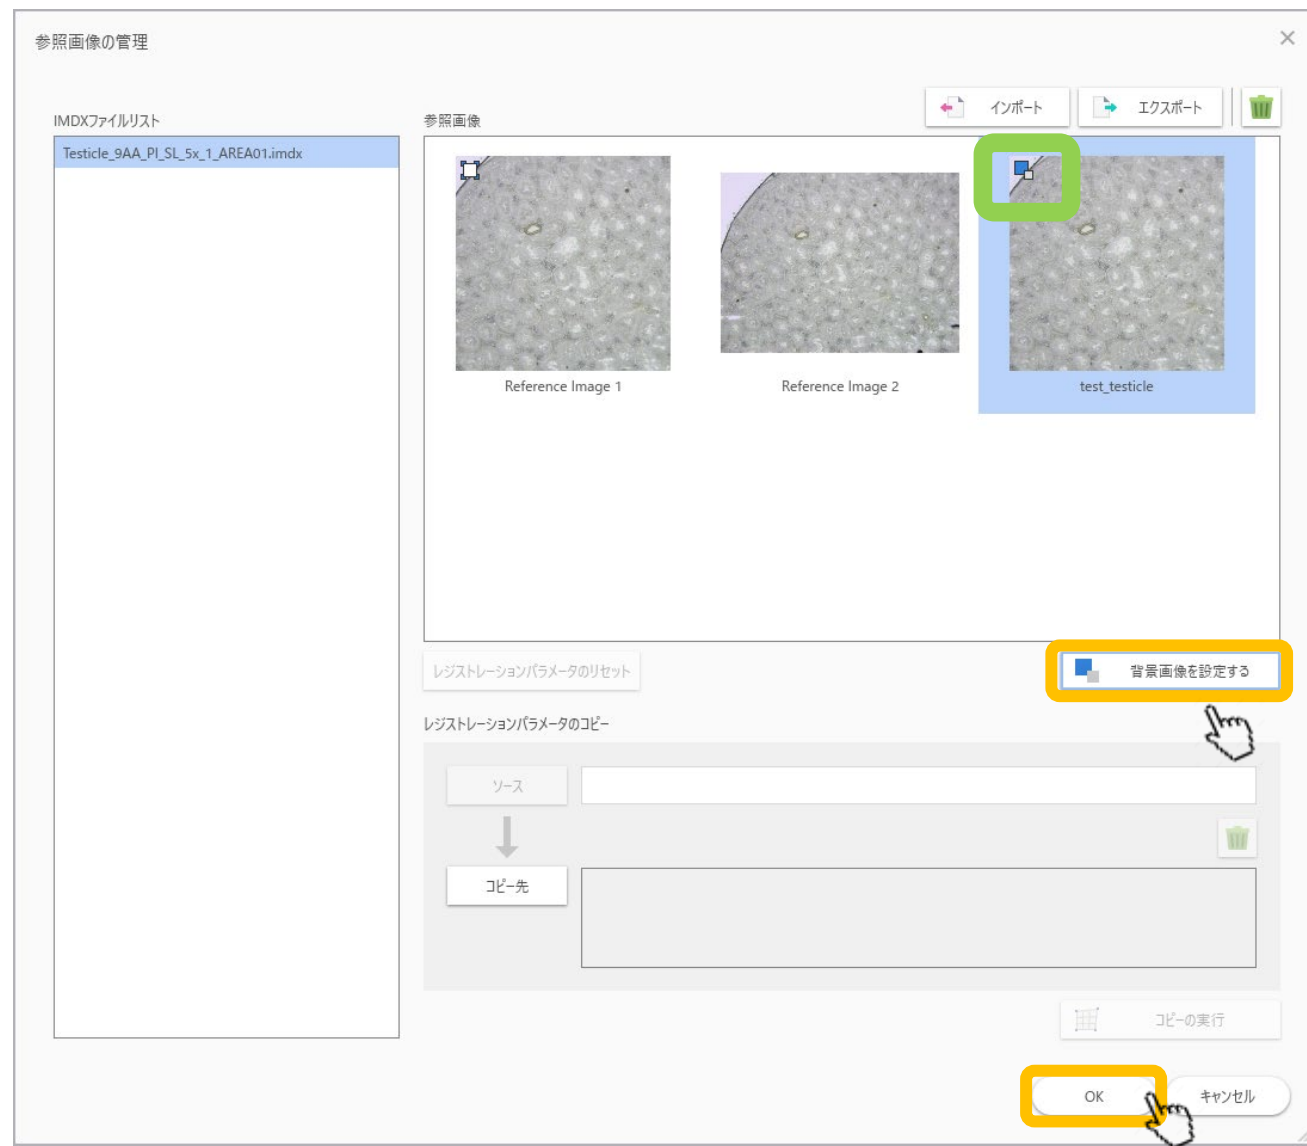 参照画像の管理
インポート
エクスポート
IMDXファイルリスト
参照画像
Testicle_9AA_PI_SL_5x_1_AREA01.imdx
Reference Image 1
Reference Image 2
test_testicle
レジストレーションパラメータのリセット
背景画像を設定する
レジストレーションパラメータのコピー
ソース
コピー先
コピーの実行
OK
キャンセル